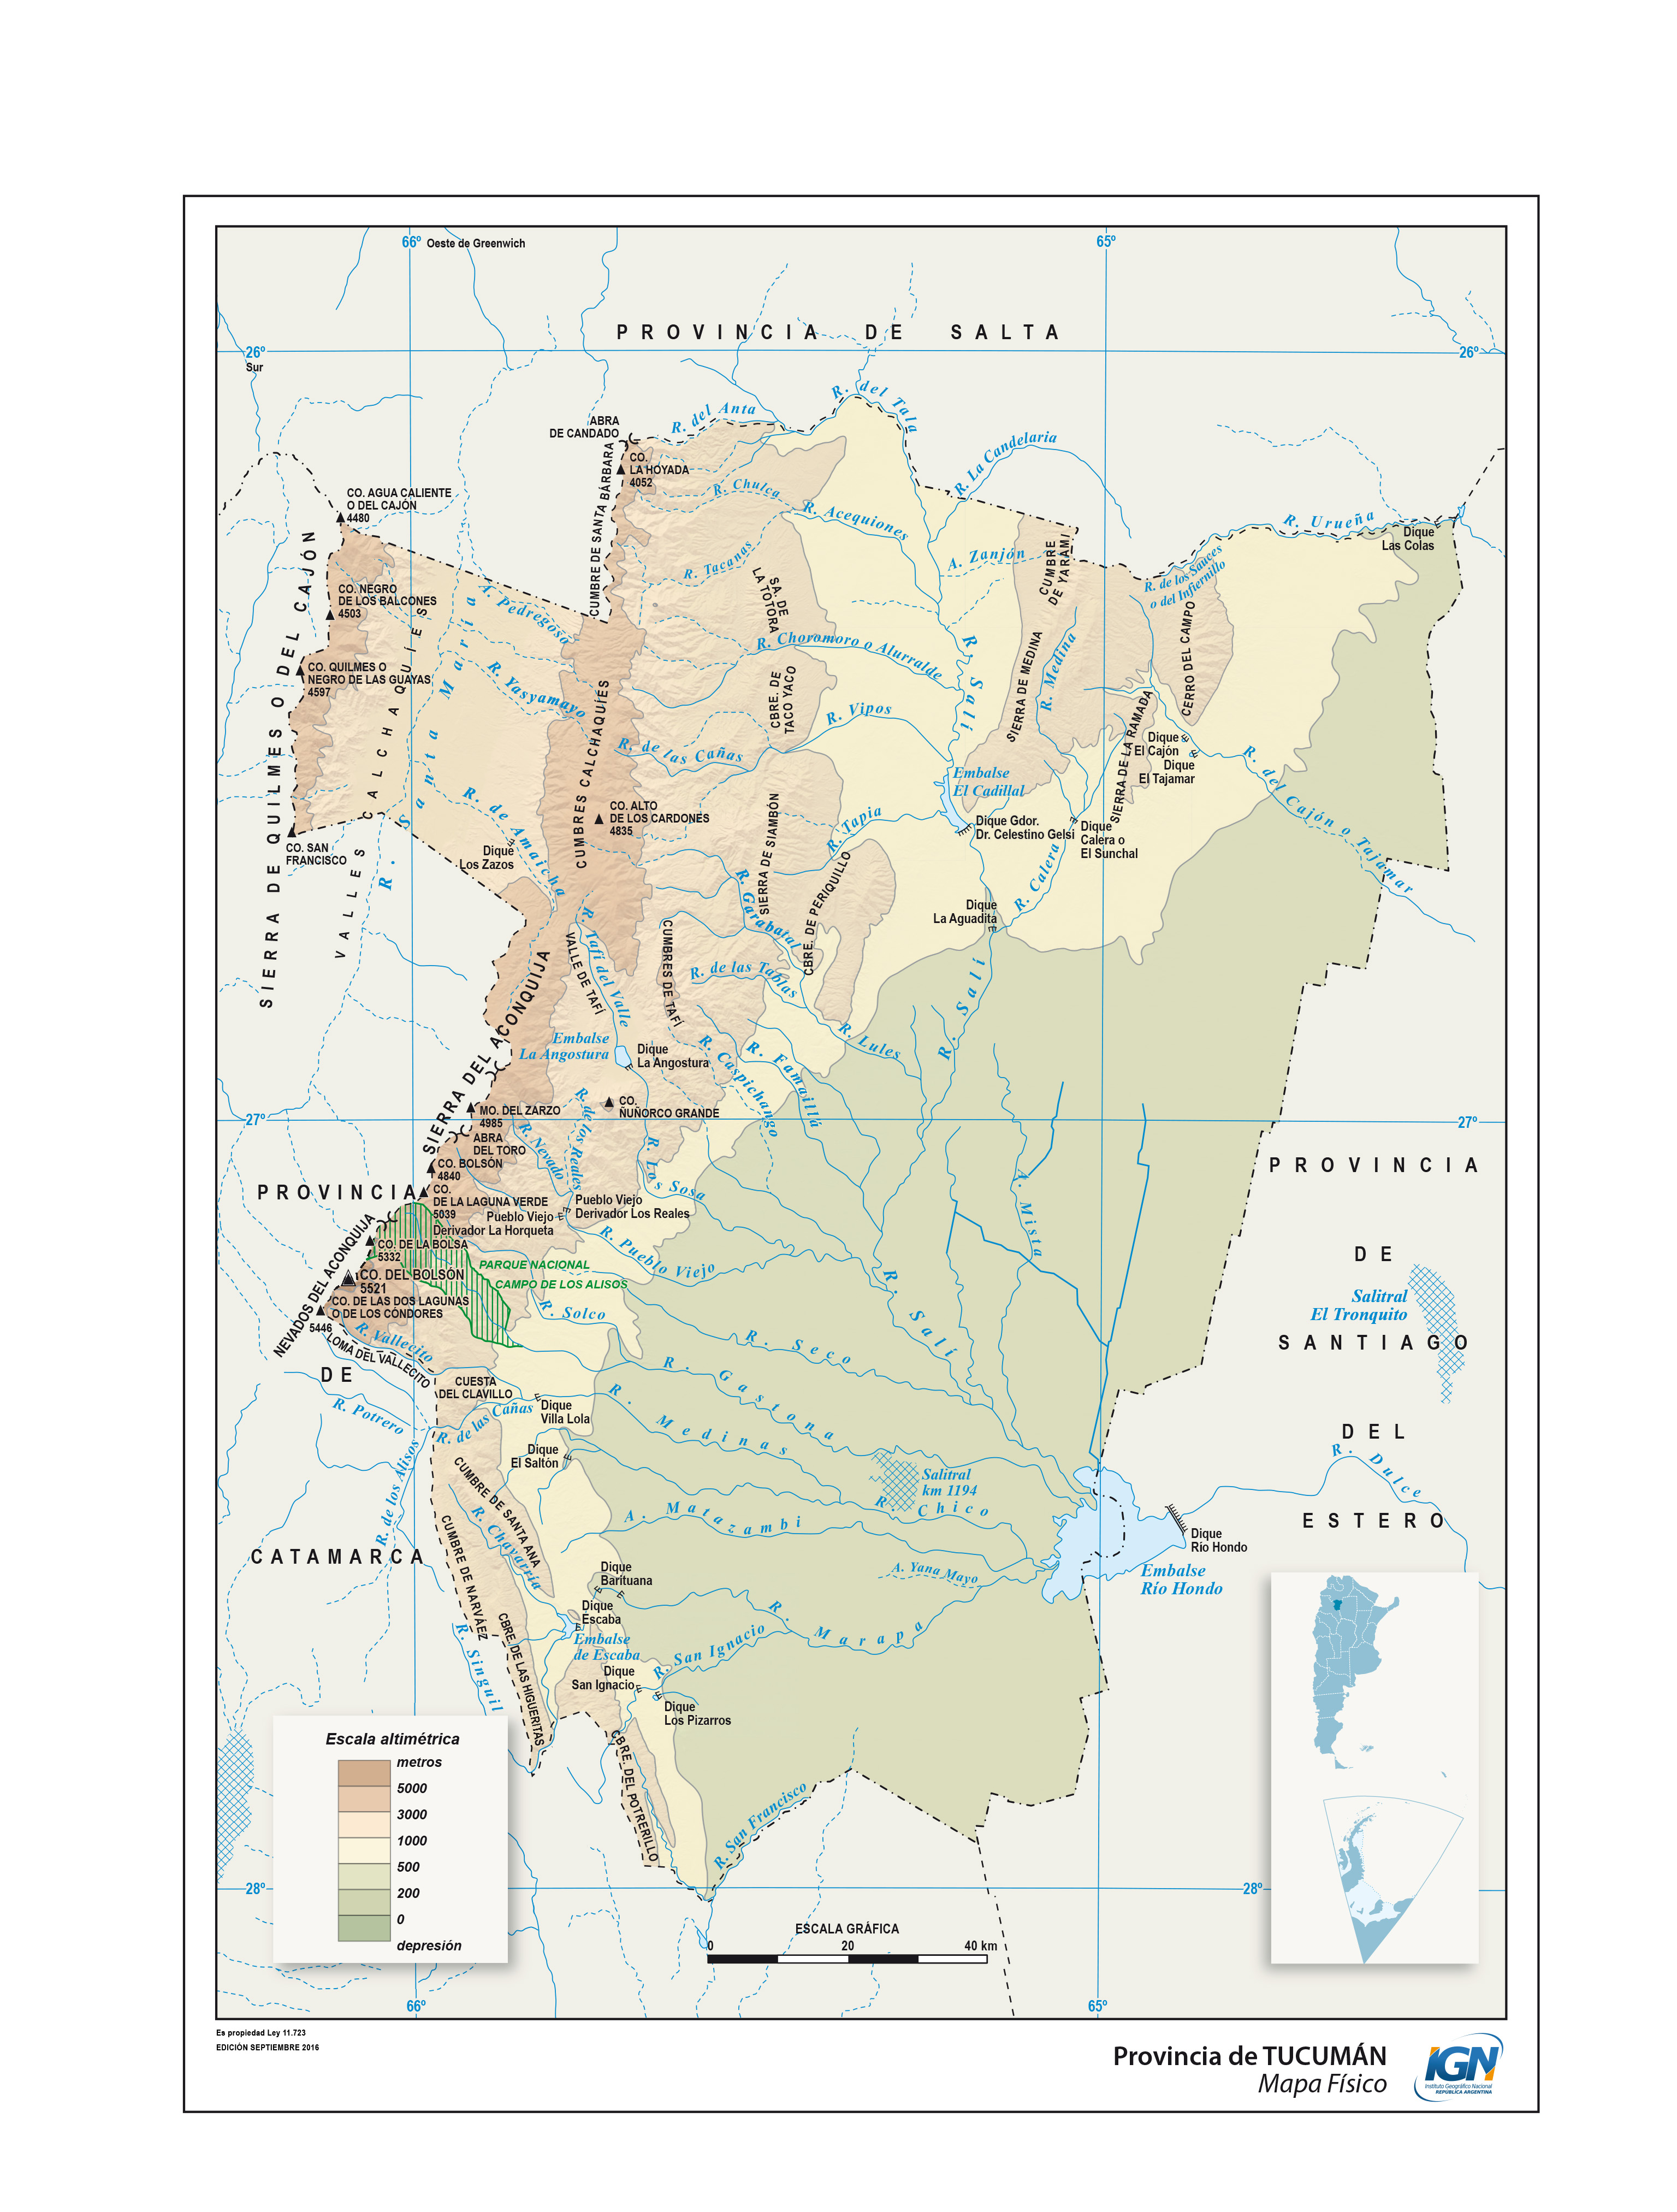 66º Oeste de Greenwich
65º
PROVINCIA DE SALTA
26º
Sur
26º
R. del Tala
R. del Anta
ABRA
DE CANDADO
R. La Candelaria
CO.
LA HOYADA
4052
CO. AGUA CALIENTE
O DEL CAJÓN
4480
R. Chulca
R. Acequiones
R. Urueña
Dique
Las Colas
CUMBRE DE SANTA BÁRBARA
A. Zanjón
CUMBRE
DE YARAMI
R. de los Sauces
o del Infiernillo
R. Tacanas
SA. DE
LA TOTORA
CO. NEGRO
DE LOS BALCONES
4503
A. Pedregoso
R. Choromoro o Alurralde
R. Salí
SIERRA DE MEDINA
R. Medina
CERRO DEL CAMPO
SIERRA DE QUILMES O DEL CAJÓN
CO. QUILMES O
NEGRO DE LAS GUAYAS
4597
VALLES CALCHAQUÍES
R. Santa María
R. Yasyamayo
CBRE. DE
TACO YACO
R. Vipos
R. de las Cañas
SIERRA DE LA RAMADA
Dique
El Cajón
Dique
El Tajamar
R. del Cajón o Tajamar
CUMBRES CALCHAQUÍES
Embalse
El Cadillal
R. de Amaicha
CO. ALTO
DE LOS CARDONES
4835
SIERRA DE SIAMBÓN
R. Tapia
Dique Gdor.
Dr. Celestino Gelsi
Dique
Calera o
El Sunchal
CO. SAN
FRANCISCO
Dique
Los Zazos
CBRE. DE PERIQUILLO
R. Calera
R. Garabatal
Dique
La Aguadita
R. Tafí del Valle
VALLE DE TAFÍ
CUMBRES DE TAFÍ
R. de las Tablas
R. Salí
SIERRA DEL ACONQUIJA
Embalse
La Angostura
Dique
La Angostura
R. Caspichango
R. Famaillá
R. Lules
27º
27º
MO. DEL ZARZO
4985
CO.
ÑUÑORCO GRANDE
R. de los Reales
R. Nevado
ABRA
DEL TORO
CO. BOLSÓN
4840
R. Los Sosa
A. Mista
PROVINCIA
CO.
DE LA LAGUNA VERDE
5039
Pueblo Viejo
Derivador Los Reales
Pueblo Viejo
Derivador La Horqueta
R. Pueblo Viejo
CO. DE LA BOLSA
5332
PARQUE NACIONAL
CAMPO DE LOS ALISOS
NEVADOS DEL ACONQUIJA
CO. DEL BOLSÓN
5521
CO. DE LAS DOS LAGUNAS
O DE LOS CÓNDORES
5446
R. Solco
R. Salí
R. Vallecito
LOMA DEL VALLECITO
DE
R. Seco
R. Gastona
CUESTA
DEL CLAVILLO
R. Potrero
R. de las Cañas
Dique
Villa Lola
R. Medinas
Dique
El Saltón
R. de los Alisos
CUMBRE DE SANTA ANA
Salitral
km 1194
R. Chico
A. Matazambi
R. Chavarría
CATAMARCA
CUMBRE DE NARVÁEZ
Dique
Barituana
A. Yana Mayo
Dique
Escaba
R. Marapa
Embalse
de Escaba
R. San Ignacio
CBRE. DE LAS HIGUERITAS
R. Singuil
Dique
San Ignacio
Dique
Los Pizarros
CBRE. DEL POTRERILLO
R. San Francisco
PROVINCIA
DE
Salitral
El Tronquito
SANTIAGO
DEL
R. Dulce
ESTERO
Dique
Río Hondo
Embalse
Río Hondo
Escala altimétrica
metros
5000
3000
1000
500
200
0
depresión
28º
28º
ESCALA GRÁFICA
0 20 40 km
66º
65º
Es propiedad Ley 11.723
EDICIÓN SEPTIEMBRE 2016
Provincia de TUCUMÁN
Mapa Físico
IGN
Instituto Geográfico Nacional
REPÚBLICA ARGENTINA